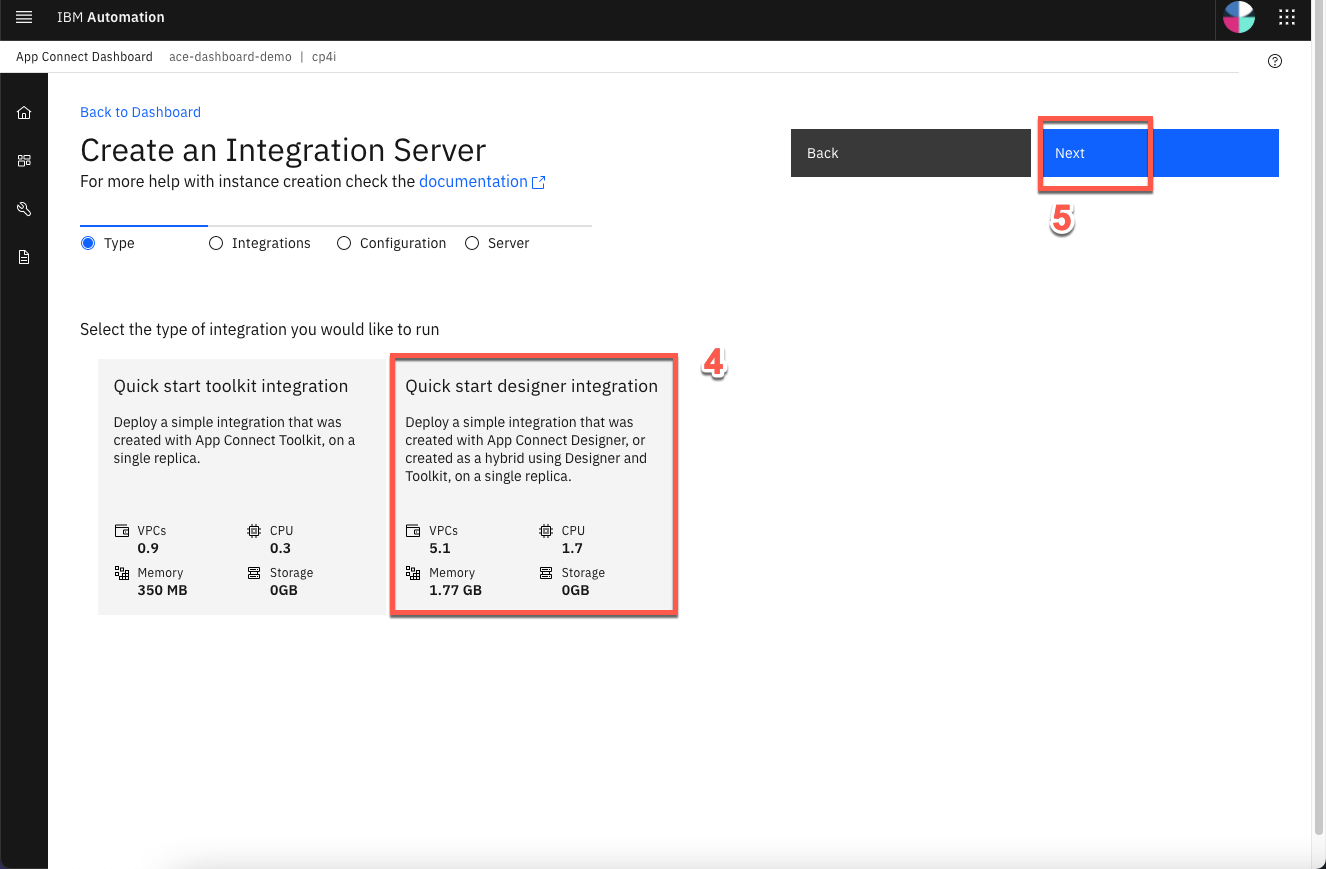 IBM Automation
App Connect Dashboard ace-dashboard-demo | cp4i
Back to Dashboard
Create an Integration Server
For more help with instance creation check the documentation
Back
Next
5
Type
Integrations
Configuration
Server
Select the type of integration you would like to run
4
Quick start toolkit integration
Deploy a simple integration that was
created with App Connect Toolkit, on a
single replica.
VPCs
0.9
CPU
0.3
Memory
350 MB
Storage
0GB
Quick start designer integration
Deploy a simple integration that was
created with App Connect Designer, or
created as a hybrid using Designer and
Toolkit, on a single replica.
VPCs
5.1
CPU
1.7
Memory
1.77 GB
Storage
0GB